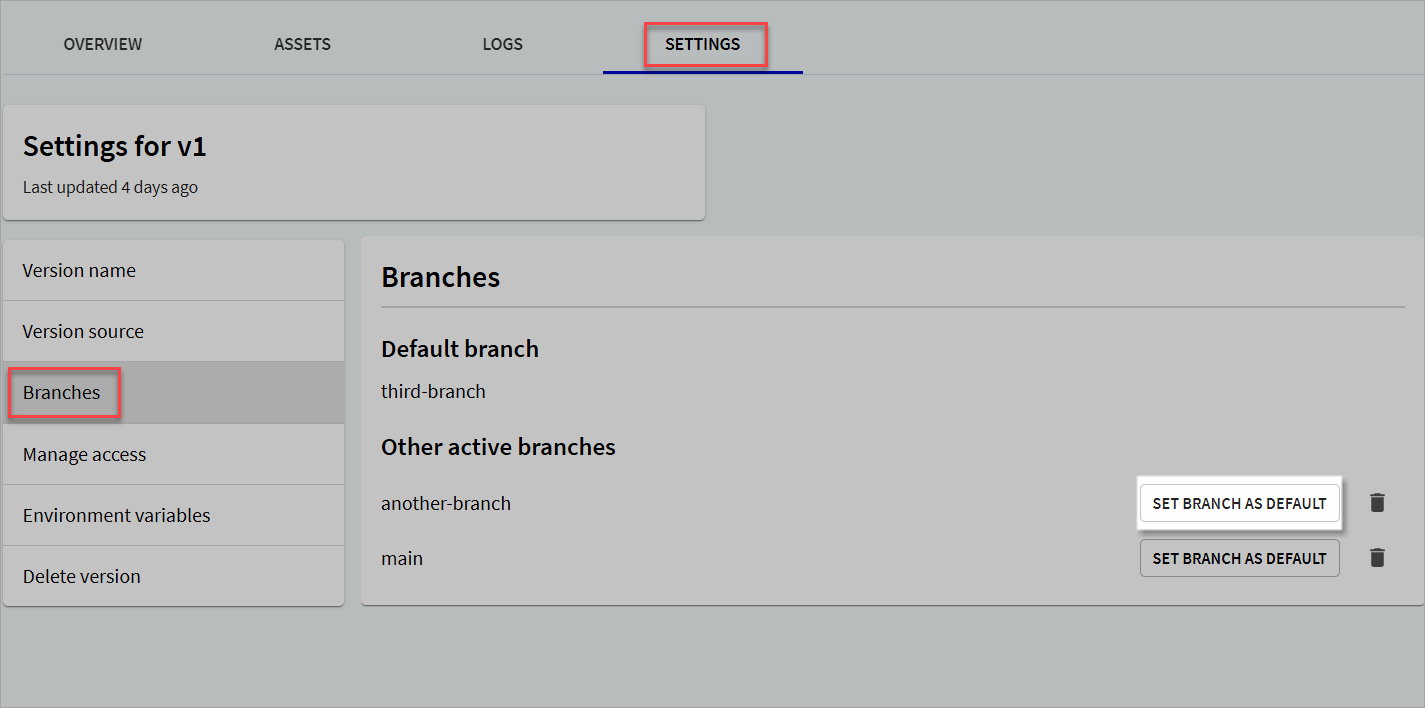 OVERVIEW ASSETS LOGS SETTINGS
Settings for v1
Last updated 4 days ago
Version name
Version source
Branches
Manage access
Environment variables
Delete version
Branches
Default branch
third-branch
Other active branches
another-branch SET BRANCH AS DEFAULT
main SET BRANCH AS DEFAULT